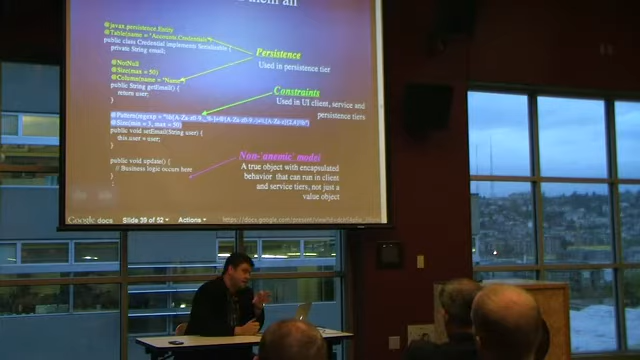 them all
@javax.persistence.Entity
@Table(name = "Accounts.Credentials")
public class Credential implements Serializable {
private String email;
@NotNull
@Size(max = 50)
@Column(name = "Name")
public String getEmail() {
return user;
}
@Size(min = 3, max = 50)
public void setEmail(String user) {
this.user = user;
}
public void update() {
// Business logic occurs here
}
Persistence
Used in persistence tier
Constraints
Used in UI client, service and
persistence tiers
Non-'anemic' model
A true object with encapsulated
behavior that can run in client
and service tiers, not just a
value object
Google docs Slide 39 of 52 Actions